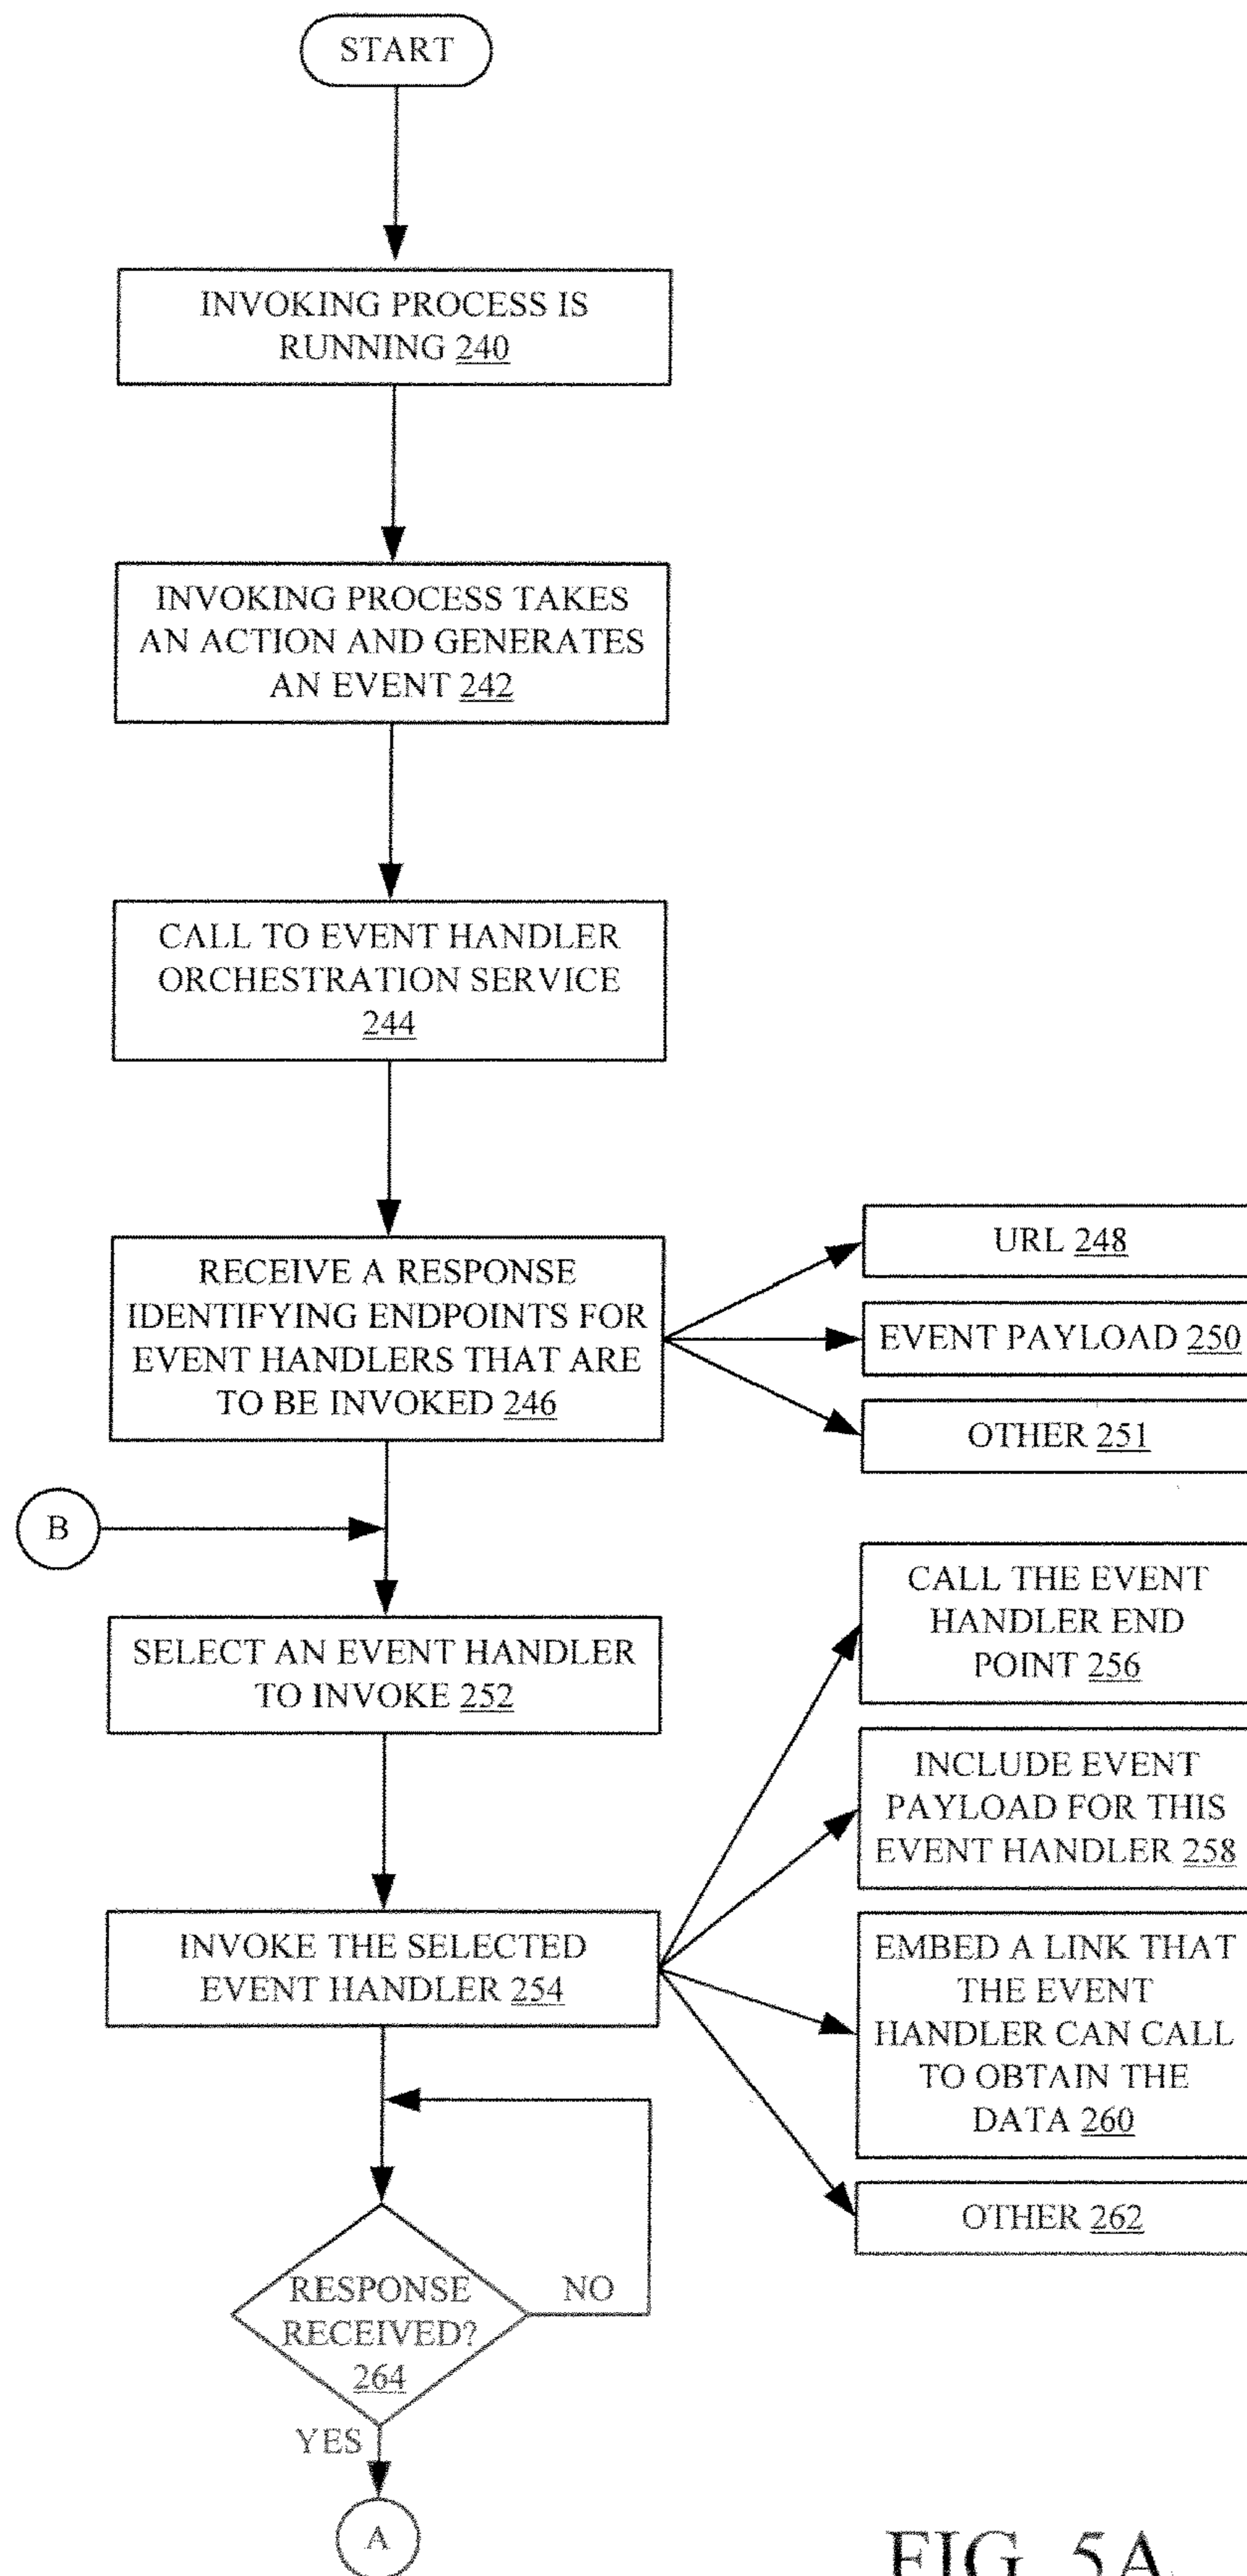 START
INVOKING PROCESS IS
RUNNING 240
INVOKING PROCESS TAKES
AN ACTION AND GENERATES
AN EVENT 242
CALL TO EVENT HANDLER
ORCHESTRATION SERVICE
244
RECEIVE A RESPONSE
IDENTIFYING ENDPOINTS FOR
EVENT HANDLERS THAT ARE
TO BE INVOKED 246
URL 248
EVENT PAYLOAD 250
OTHER 251
B
SELECT AN EVENT HANDLER
TO INVOKE 252
INVOKE THE SELECTED
EVENT HANDLER 254
CALL THE EVENT
HANDLER END
POINT 256
INCLUDE EVENT
PAYLOAD FOR THIS
EVENT HANDLER 258
EMBED A LINK THAT
THE EVENT
HANDLER CAN CALL
TO OBTAIN THE
DATA 260
OTHER 262
RESPONSE
RECEIVED?
264
NO
YES
A
FIG. 5A